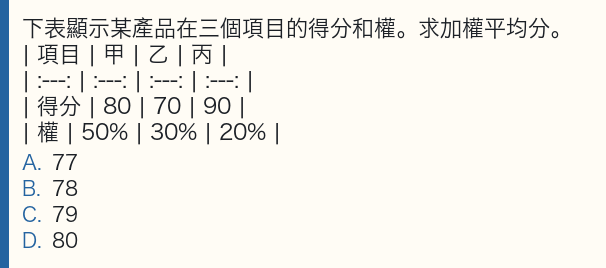 下表顯示某產品在三個項目的得分和權。求加權平均分。
| 項目 | 甲 | 乙 | 丙 |
| :---: | :---: | :---: | :---: |
| 得分 | 80 | 70 | 90 |
| 權 | 50% | 30% | 20% |
A. 77
B. 78
C. 79
D. 80